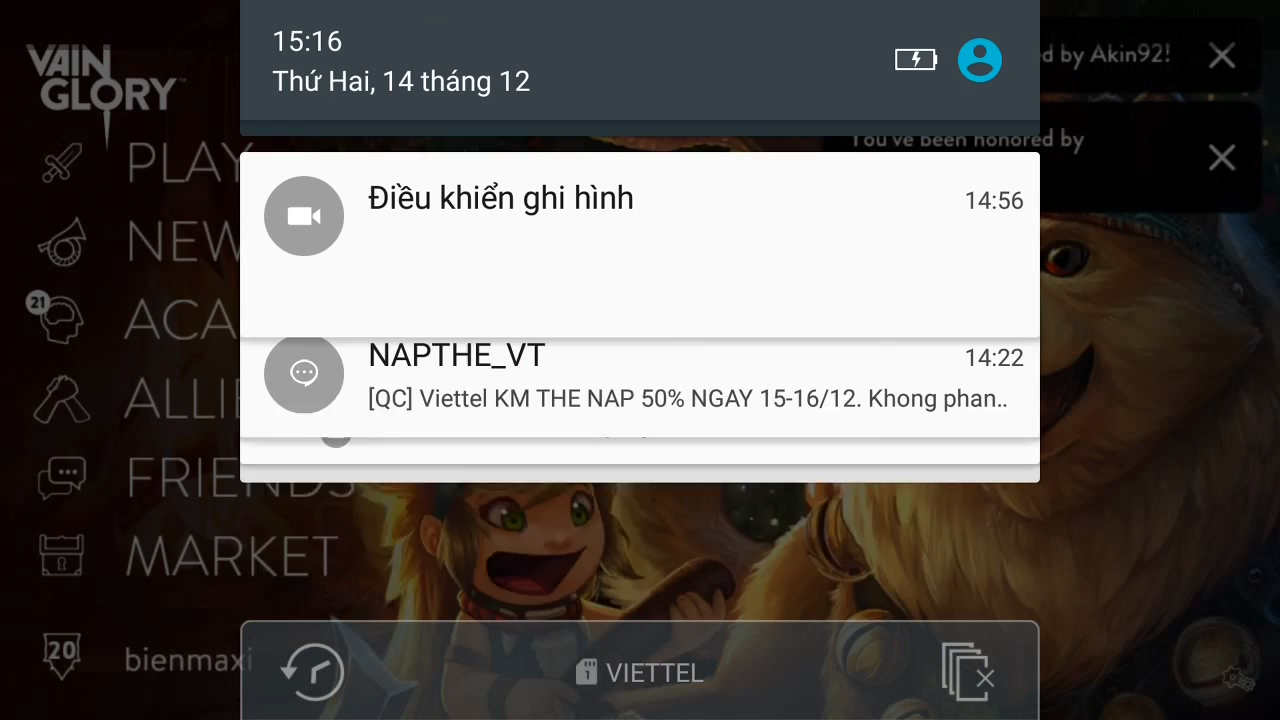 15:16
Thứ Hai, 14 tháng 12
d by Akin92!
You've been honored by
VAIN
GLORY
PLAY
Điều khiển ghi hình
14:56
NEW
21
ACA
NAPTHE_VT
14:22
[QC] Viettel KM THE NAP 50% NGAY 15-16/12. Khong phan..
ALLIE
FRIENDS
MARKET
20
bienmaxi
1
VIETTEL